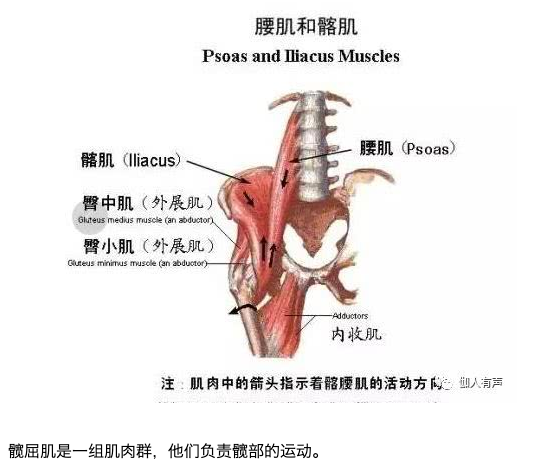 腰肌和髂肌
Psoas and Iliacus Muscles
髂肌 (Iliacus)
腰肌 (Psoas)
臀中肌 (外展肌)
Gluteus medius muscle (an abductor)
臀小肌 (外展肌)
Gluteus minimus muscle (an abductor)
Adductors
内收肌
注：肌肉中的箭头指示着髂腰肌的活动方向
伽人有声
髋屈肌是一组肌肉群，他们负责髋部的运动。